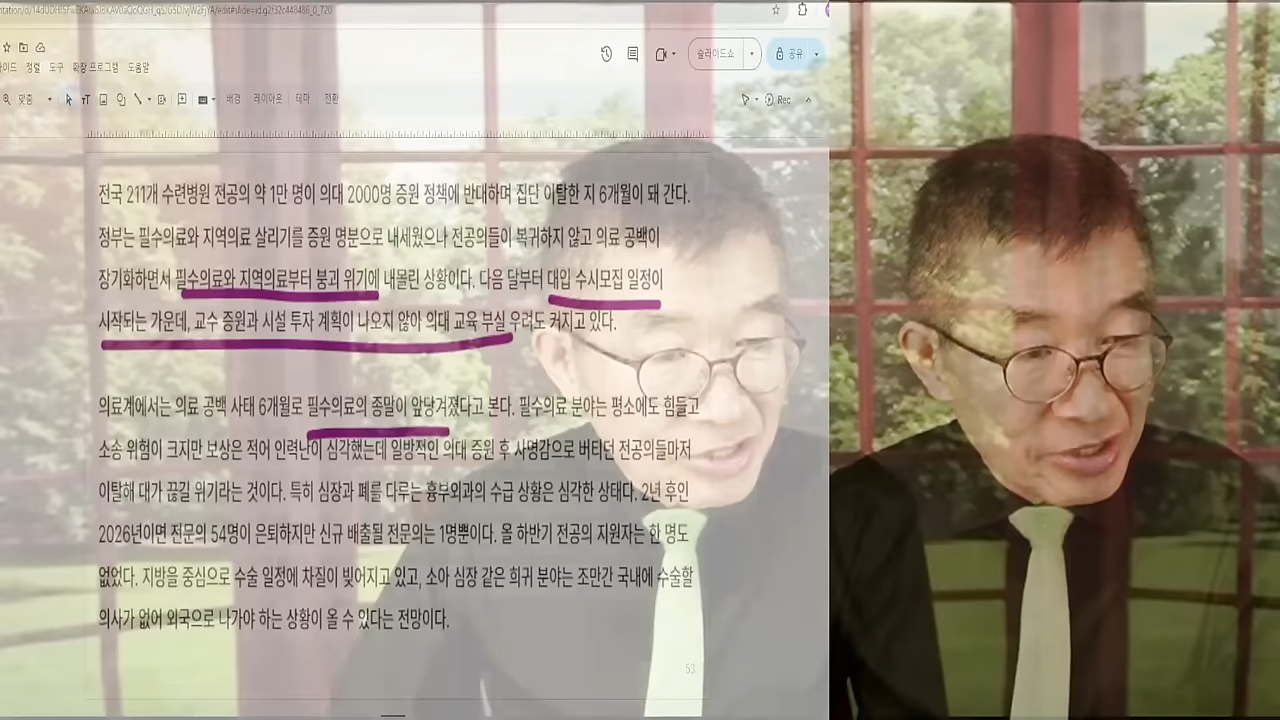 슬라이드쇼
공유
정렬 도구 확장 프로그램 도움말
맞춤
배경 레이아웃 테마 전환
Rec
전국 211개 수련병원 전공의 약 1만 명이 의대 2000명 증원 정책에 반대하며 집단 이탈한 지 6개월이 돼 간다.
정부는 필수의료와 지역의료 살리기를 증원 명분으로 내세웠으나 전공의들이 복귀하지 않고 의료 공백이
장기화하면서 필수의료와 지역의료부터 붕괴 위기에 내몰린 상황이다. 다음 달부터 대입 수시모집 일정이
시작되는 가운데, 교수 증원과 시설 투자 계획이 나오지 않아 의대 교육 부실 우려도 커지고 있다.
의료계에서는 의료 공백 사태 6개월로 필수의료의 종말이 앞당겨졌다고 본다. 필수의료 분야는 평소에도 힘들고
소송 위험이 크지만 보상은 적어 인력난이 심각했는데 일방적인 의대 증원 후 사명감으로 버티던 전공의들마저
이탈해 대가 끊길 위기라는 것이다. 특히 심장과 폐를 다루는 흉부외과의 수급 상황은 심각한 상태다. 2년 후인
2026년이면 전문의 54명이 은퇴하지만 신규 배출될 전문의는 1명뿐이다. 올 하반기 전공의 지원자는 한 명도
없었다. 지방을 중심으로 수술 일정에 차질이 빚어지고 있고, 소아 심장 같은 희귀 분야는 조만간 국내에 수술할
의사가 없어 외국으로 나가야 하는 상황이 올 수 있다는 전망이다.
53